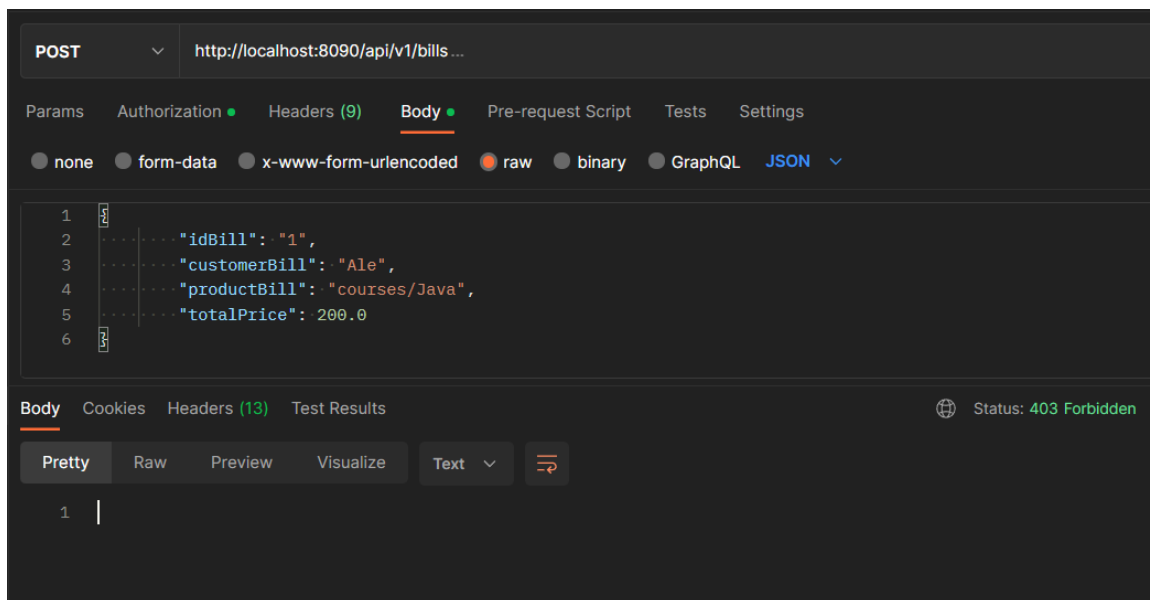 POST http://localhost:8090/api/v1/bills...
Params Authorization Headers (9) Body Pre-request Script Tests Settings
none form-data x-www-form-urlencoded raw binary GraphQL JSON
1 {
2 "idBill": "1",
3 "customerBill": "Ale",
4 "productBill": "courses/Java",
5 "totalPrice": 200.0
6 }
Body Cookies Headers (13) Test Results Status: 403 Forbidden
Pretty Raw Preview Visualize Text
1